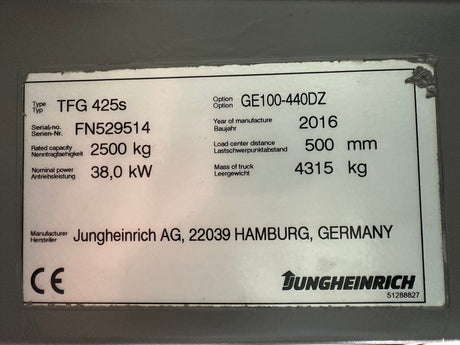 Type TFG 425s Option GE100-440DZ
Typ Option
Serial-no. FN529514 Year of manufacture 2016
Serien-Nr. Baujahr
Rated capacity 2500 kg Load center distance 500 mm
Nenntragfaehigkeit Lastschwerpunktabstand
Nominal power 38,0 kW Mass of truck 4315 kg
Antriebsleistung Leergewicht
Manufacturer Jungheinrich AG, 22039 HAMBURG, GERMANY
Hersteller
CE JUNGHEINRICH
51288827